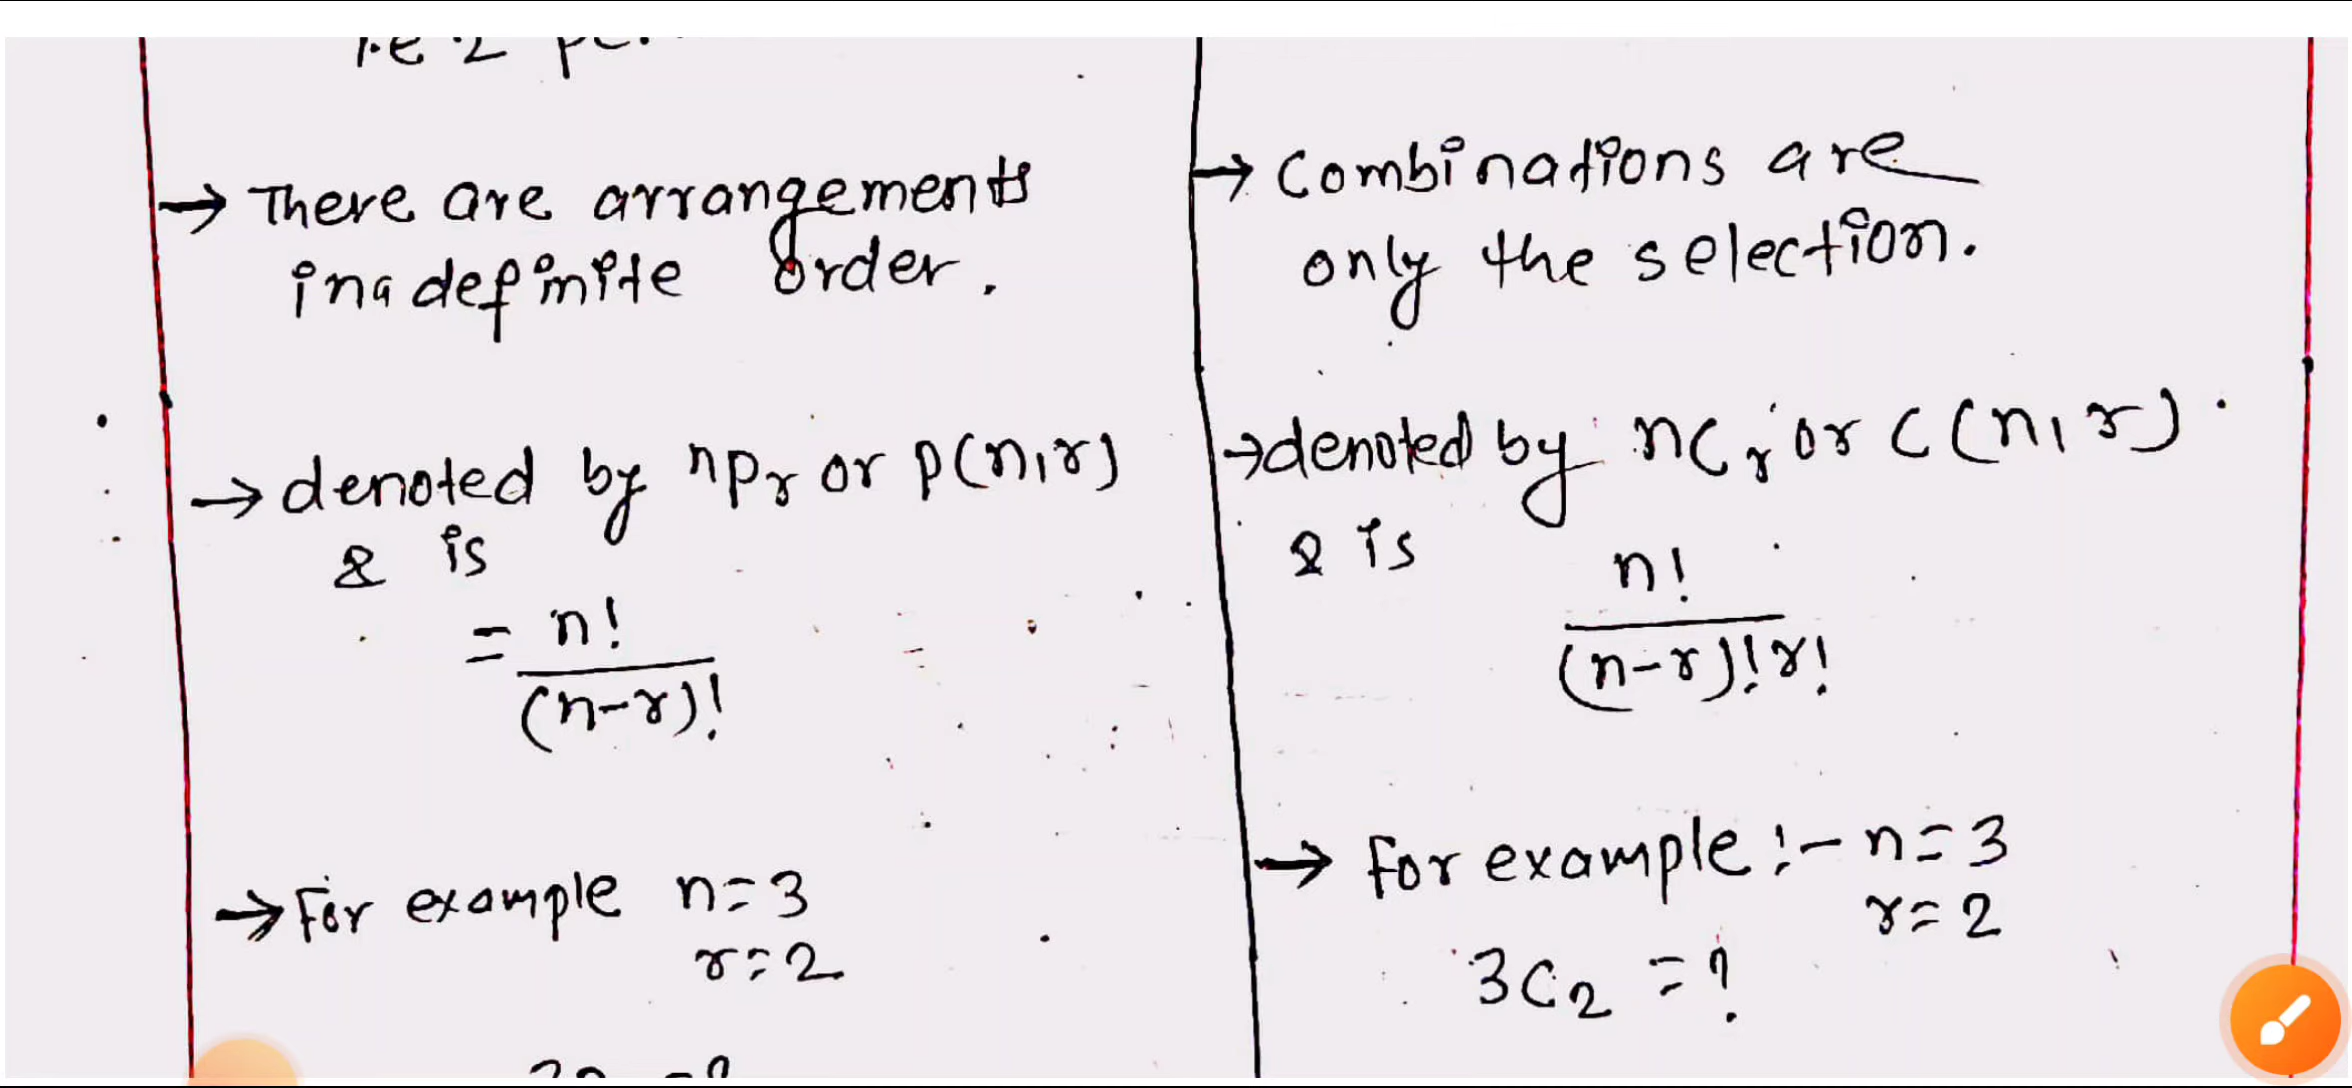 i.e 2
→ There are arrangements
in a definite order.
→ denoted by nPr or P(n,r)
& is
= n!
(n-r)!
→ For example n=3
r=2
→ Combinations are
only the selection.
→ denoted by nCr or C(n,r).
& is
n!
(n-r)!r!
→ For example :- n=3
r=2
3C2 = ?